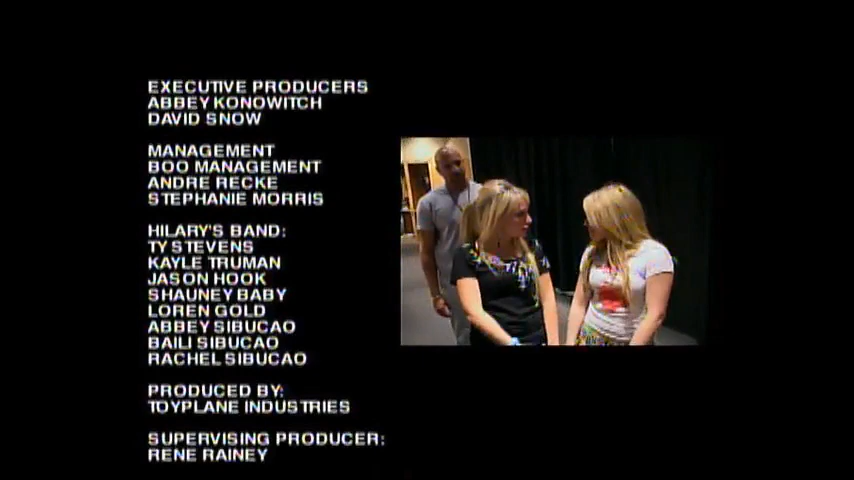 EXECUTIVE PRODUCERS
ABBEY KONOWITCH
DAVID SNOW
MANAGEMENT
BOO MANAGEMENT
ANDRE RECKE
STEPHANIE MORRIS
HILARY'S BAND:
TY STEVENS
KAYLE TRUMAN
JASON HOOK
SHAUNEY BABY
LOREN GOLD
ABBEY SIBUCAO
BAILI SIBUCAO
RACHEL SIBUCAO
PRODUCED BY:
TOYPLANE INDUSTRIES
SUPERVISING PRODUCER:
RENE RAINEY